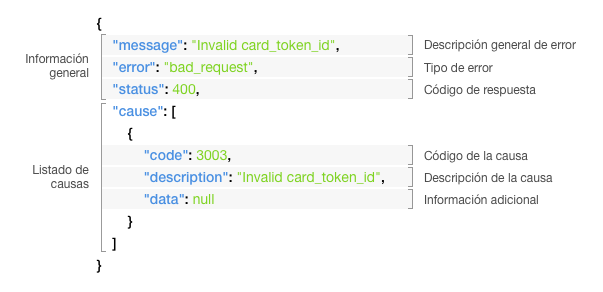 {
"message": "Invalid card_token_id", Descripción general de error
Información general
"error": "bad_request", Tipo de error
"status": 400, Código de respuesta
"cause": [
{
Listado de causas
"code": 3003, Código de la causa
"description": "Invalid card_token_id", Descripción de la causa
"data": null Información adicional
}
]
}